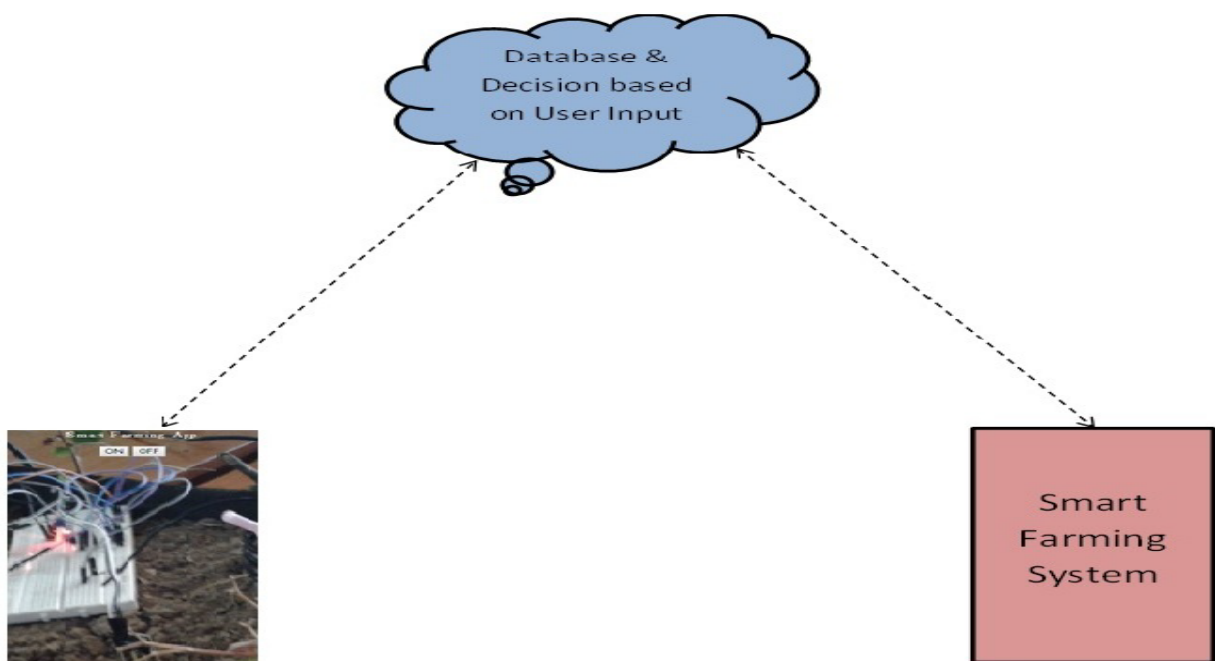 Database &
Decision based
on User Input
Smart Farming App
ON OFF
Smart
Farming
System